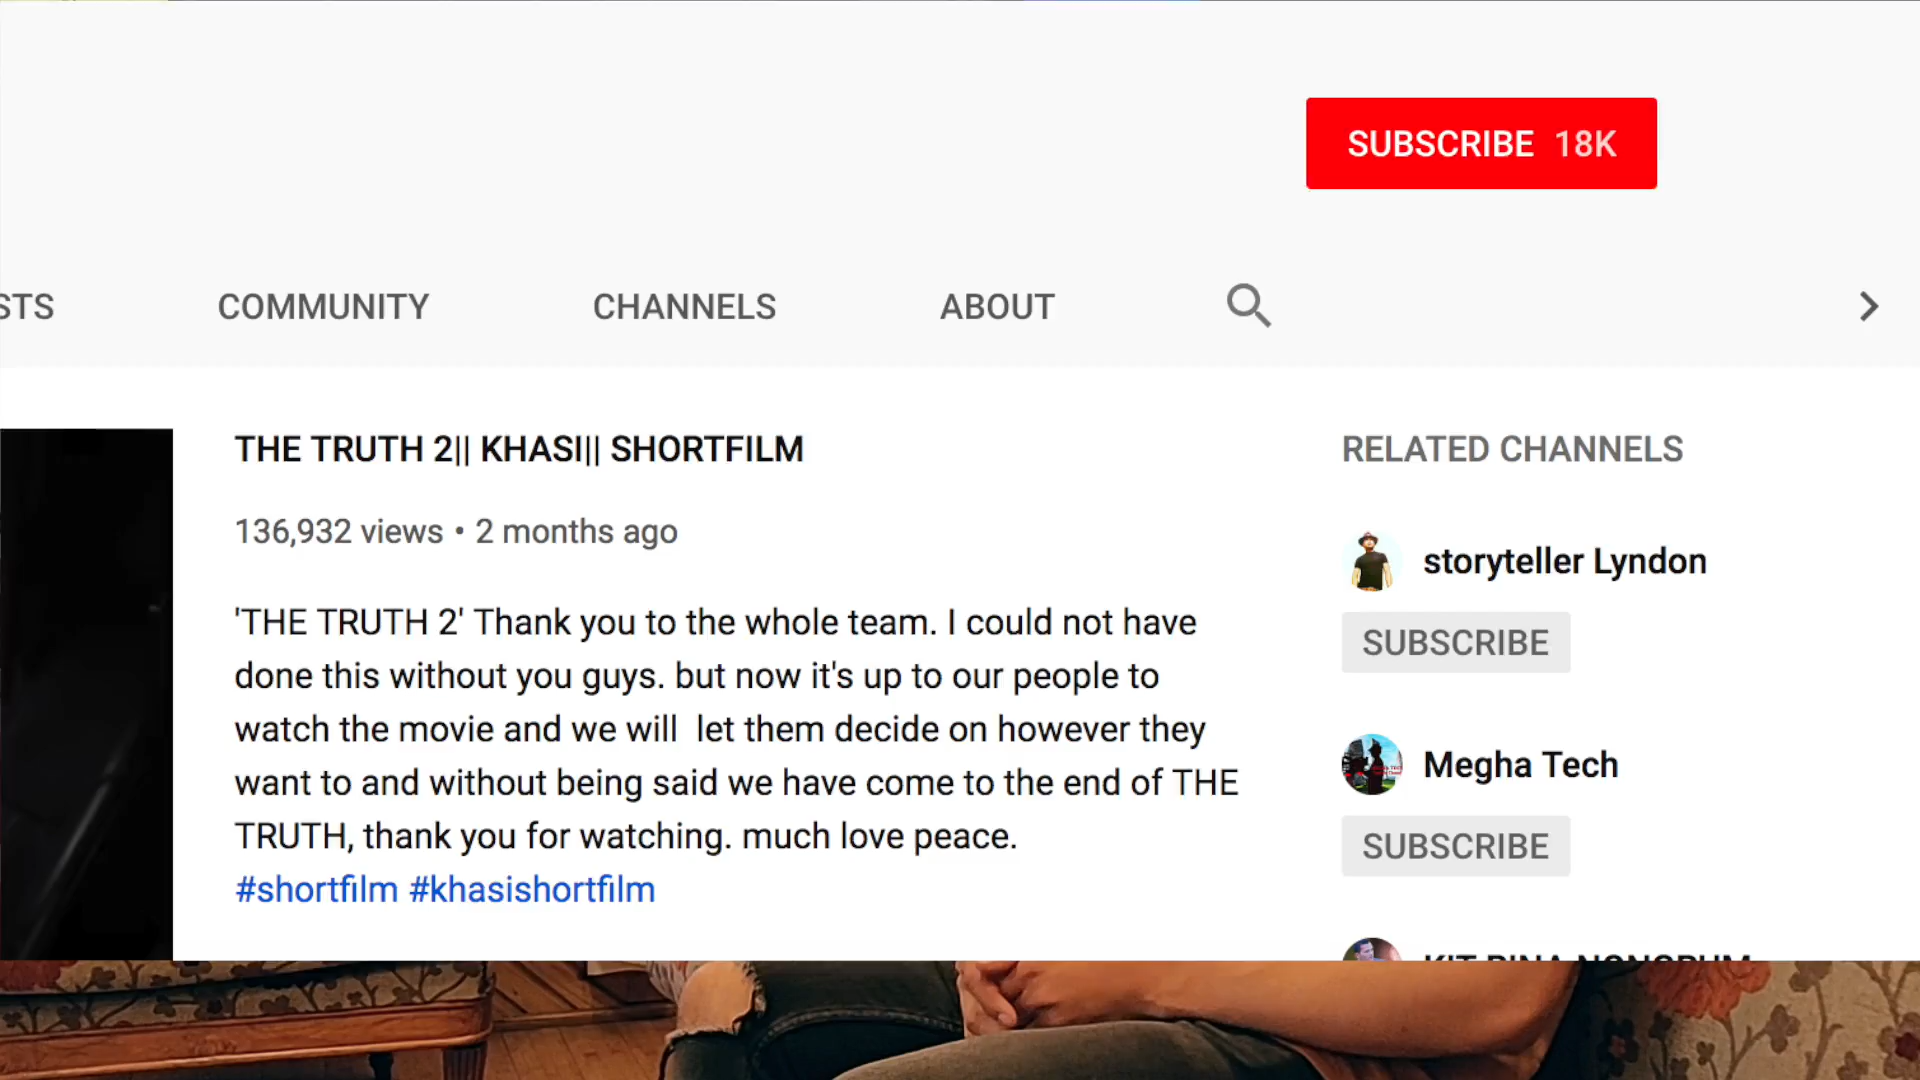 SUBSCRIBE 18K
STS COMMUNITY CHANNELS ABOUT
THE TRUTH 2|| KHASI|| SHORTFILM
136,932 views • 2 months ago
'THE TRUTH 2' Thank you to the whole team. I could not have
done this without you guys. but now it's up to our people to
watch the movie and we will  let them decide on however they
want to and without being said we have come to the end of THE
TRUTH, thank you for watching. much love peace.
#shortfilm #khasishortfilm
RELATED CHANNELS
storyteller Lyndon
SUBSCRIBE
Megha Tech
SUBSCRIBE